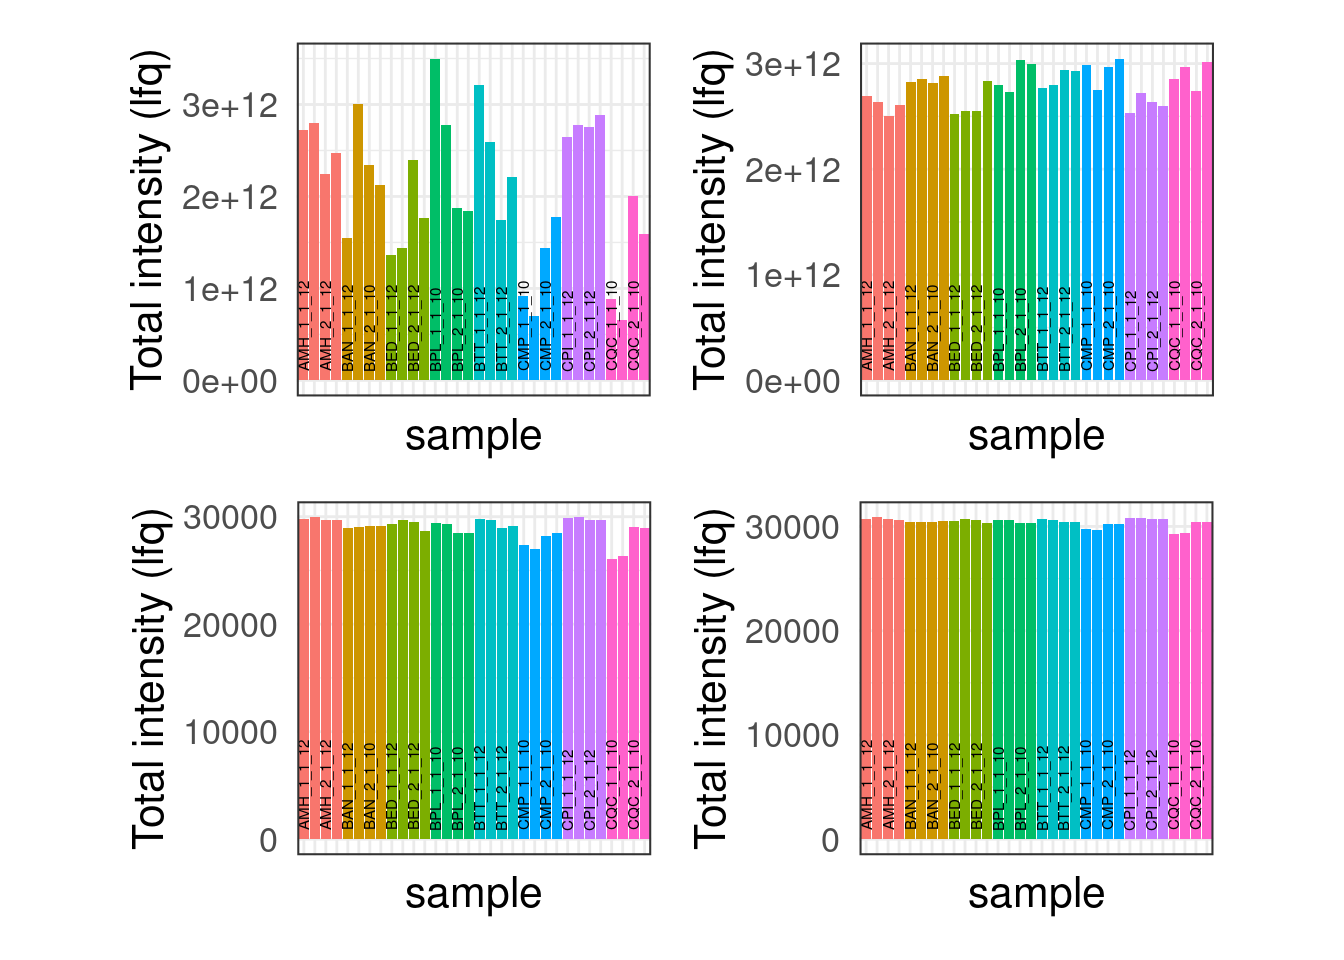 Total intensity (lfq)
3e+12
2e+12
1e+12
0e+00
AMH_1_1_12
AMH_2_1_12
BAN_1_1_12
BAN_2_1_10
BED_1_1_12
BED_2_1_12
BPL_1_1_10
BPL_2_1_10
BTT_1_1_12
BTT_2_1_12
CMP_1_1_10
CMP_2_1_10
CPI_1_1_12
CPI_2_1_12
CQC_1_1_10
CQC_2_1_10
sample
Total intensity (lfq)
3e+12
2e+12
1e+12
0e+00
AMH_1_1_12
AMH_2_1_12
BAN_1_1_12
BAN_2_1_10
BED_1_1_12
BED_2_1_12
BPL_1_1_10
BPL_2_1_10
BTT_1_1_12
BTT_2_1_12
CMP_1_1_10
CMP_2_1_10
CPI_1_1_12
CPI_2_1_12
CQC_1_1_10
CQC_2_1_10
sample
Total intensity (lfq)
30000
20000
10000
0
AMH_1_1_12
AMH_2_1_12
BAN_1_1_12
BAN_2_1_10
BED_1_1_12
BED_2_1_12
BPL_1_1_10
BPL_2_1_10
BTT_1_1_12
BTT_2_1_12
CMP_1_1_10
CMP_2_1_10
CPI_1_1_12
CPI_2_1_12
CQC_1_1_10
CQC_2_1_10
sample
Total intensity (lfq)
30000
20000
10000
0
AMH_1_1_12
AMH_2_1_12
BAN_1_1_12
BAN_2_1_10
BED_1_1_12
BED_2_1_12
BPL_1_1_10
BPL_2_1_10
BTT_1_1_12
BTT_2_1_12
CMP_1_1_10
CMP_2_1_10
CPI_1_1_12
CPI_2_1_12
CQC_1_1_10
CQC_2_1_10
sample